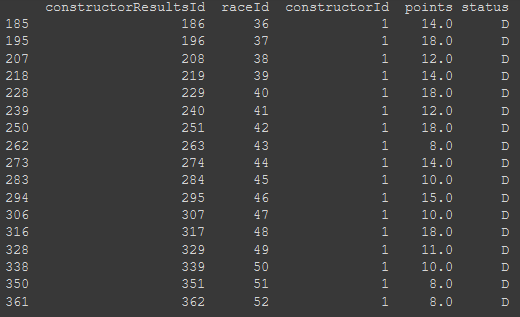 constructorResultsId raceId constructorId points status
185 186 36 1 14.0 D
195 196 37 1 18.0 D
207 208 38 1 12.0 D
218 219 39 1 14.0 D
228 229 40 1 18.0 D
239 240 41 1 12.0 D
250 251 42 1 18.0 D
262 263 43 1 8.0 D
273 274 44 1 14.0 D
283 284 45 1 10.0 D
294 295 46 1 15.0 D
306 307 47 1 10.0 D
316 317 48 1 18.0 D
328 329 49 1 11.0 D
338 339 50 1 10.0 D
350 351 51 1 8.0 D
361 362 52 1 8.0 D